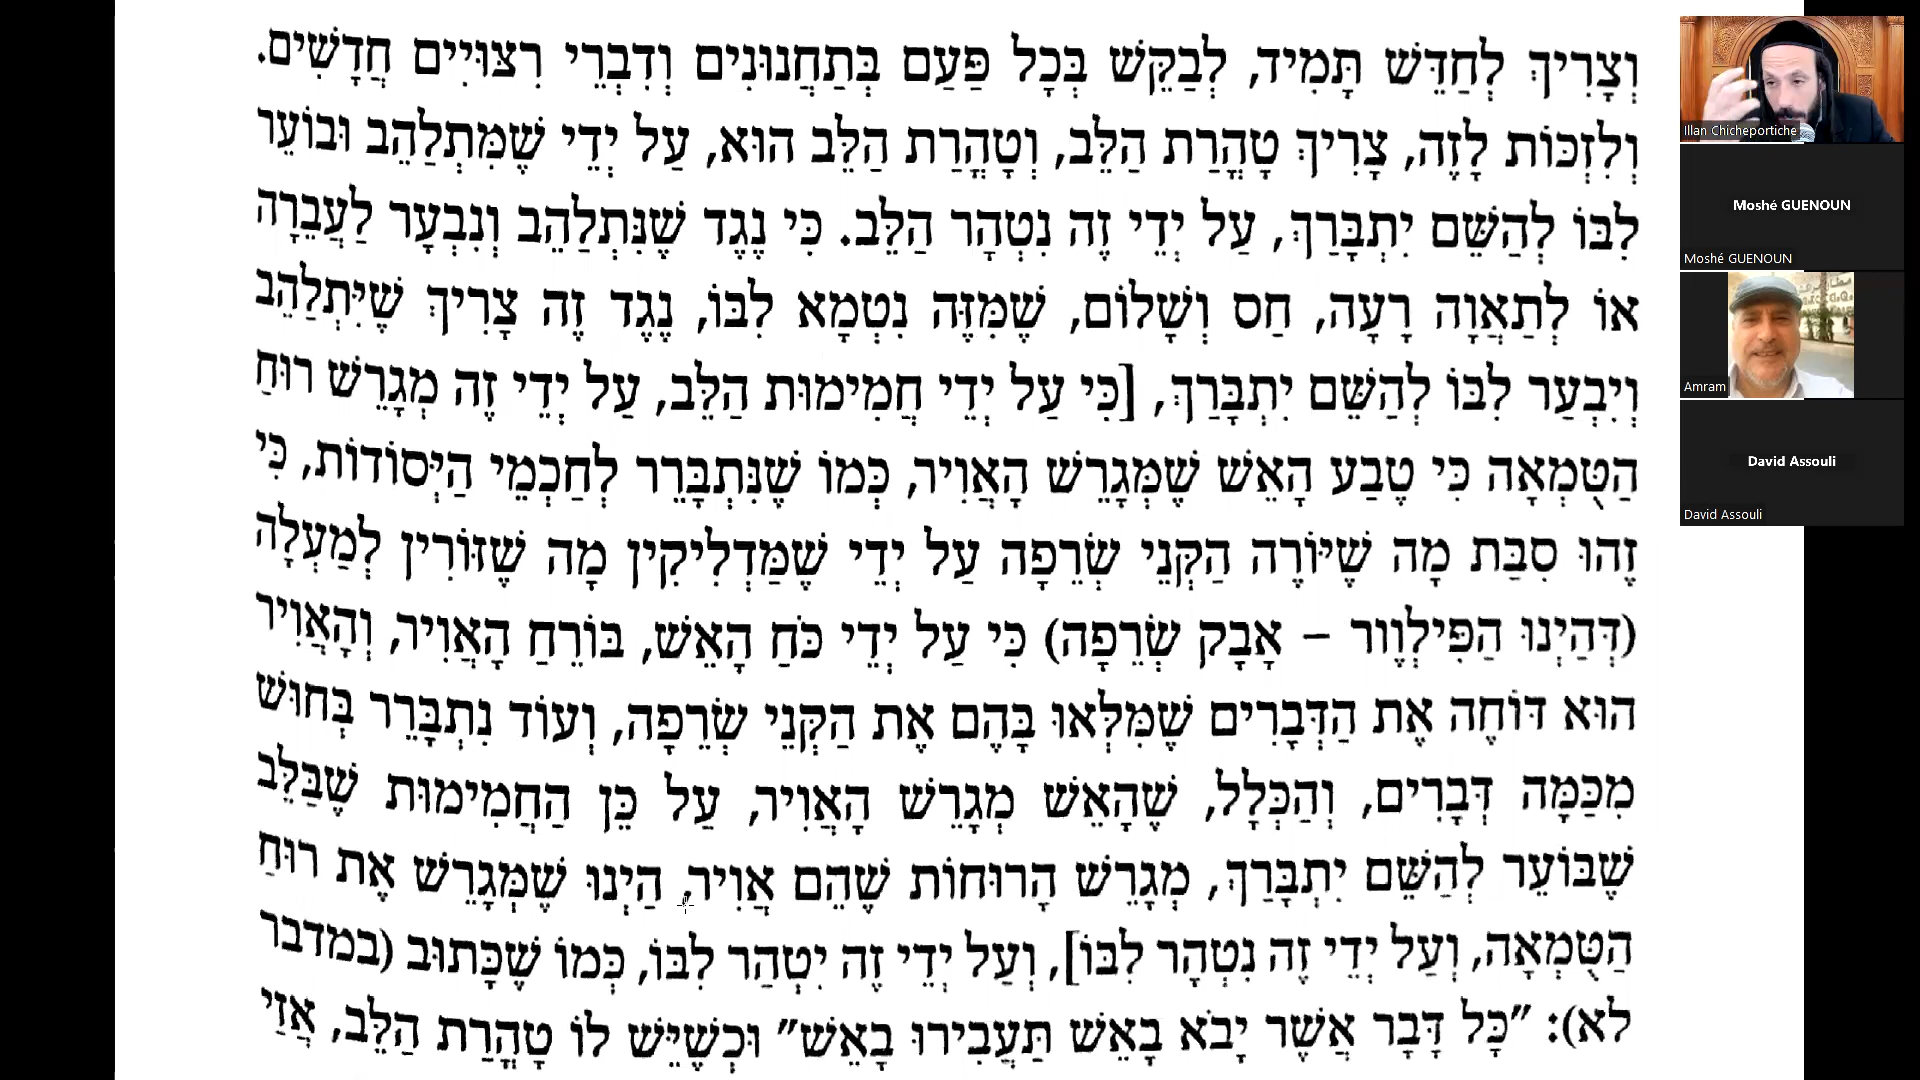 וְצָרִיךְ לְחַדֵּשׁ תָּמִיד, לְבַקֵּשׁ בְּכָל פַּעַם בְּתַחֲנוּנִים וְדִבְרֵי רִצּוּיִים חֲדָשִׁים.
וְלִזְכּוֹת לָזֶה, צָרִיךְ טָהֳרַת הַלֵּב, וְטָהֳרַת הַלֵּב הוּא, עַל יְדֵי שֶׁמִּתְלַהֵב וּבוֹעֵר
לִבּוֹ לְהַשֵּׁם יִתְבָּרַךְ, עַל יְדֵי זֶה נִטְהָר הַלֵּב. כִּי נֶגֶד שֶׁנִּתְלַהֵב וְנִבְעָר לַעֲבֵרָה
אוֹ לְתַאֲוָה רָעָה, חַס וְשָׁלוֹם, שֶׁמִּזֶּה נִטְמָא לִבּוֹ, נֶגֶד זֶה צָרִיךְ שֶׁיִּתְלַהֵב
וְיִבְעַר לִבּוֹ לְהַשֵּׁם יִתְבָּרַךְ, [כִּי עַל יְדֵי חֲמִימוּת הַלֵּב, עַל יְדֵי זֶה מְגָרֵשׁ רוּחַ
הַטֻּמְאָה כִּי טֶבַע הָאֵשׁ שֶׁמְּגָרֵשׁ הָאֲוִיר, כְּמוֹ שֶׁנִּתְבָּרֵר לְחַכְמֵי הַיְּסוֹדוֹת, כִּי
זֶהוּ סִבַּת מָה שֶׁיּוֹרֶה הַקְּנֵי שְׂרֵפָה עַל יְדֵי שֶׁמַּדְלִיקִין מָה שֶׁזּוֹרִין לְמַעְלָה
(דְּהַיְנוּ הַפִּילְוֶור – אָבָק שְׂרֵפָה) כִּי עַל יְדֵי כֹּחַ הָאֵשׁ, בּוֹרֵחַ הָאֲוִיר, וְהָאֲוִיר
הוּא דּוֹחֶה אֶת הַדְּבָרִים שֶׁמִּלְּאוּ בָּהֶם אֶת הַקְּנֵי שְׂרֵפָה, וְעוֹד נִתְבָּרֵר בְּחוּשׁ
מִכַּמָּה דְּבָרִים, וְהַכְּלָל, שֶׁהָאֵשׁ מְגָרֵשׁ הָאֲוִיר, עַל כֵּן הַחֲמִימוּת שֶׁבַּלֵּב
שֶׁבּוֹעֵר לְהַשֵּׁם יִתְבָּרַךְ, מְגָרֵשׁ הָרוּחוֹת שֶׁהֵם אֲוִיר, הַיְנוּ שֶׁמְּגָרֵשׁ אֶת רוּחַ
הַטֻּמְאָה, וְעַל יְדֵי זֶה נִטְהָר לִבּוֹ], וְעַל יְדֵי זֶה יִטְהַר לִבּוֹ, כְּמוֹ שֶׁכָּתוּב (במדבר
לא): "כָּל דָּבָר אֲשֶׁר יָבֹא בָאֵשׁ תַּעֲבִירוּ בָאֵשׁ" וּכְשֶׁיֵּשׁ לוֹ טָהֳרַת הַלֵּב, אֲזַי
Illan Chicheportiche
Moshé GUENOUN
Moshé GUENOUN
Amram
David Assouli
David Assouli